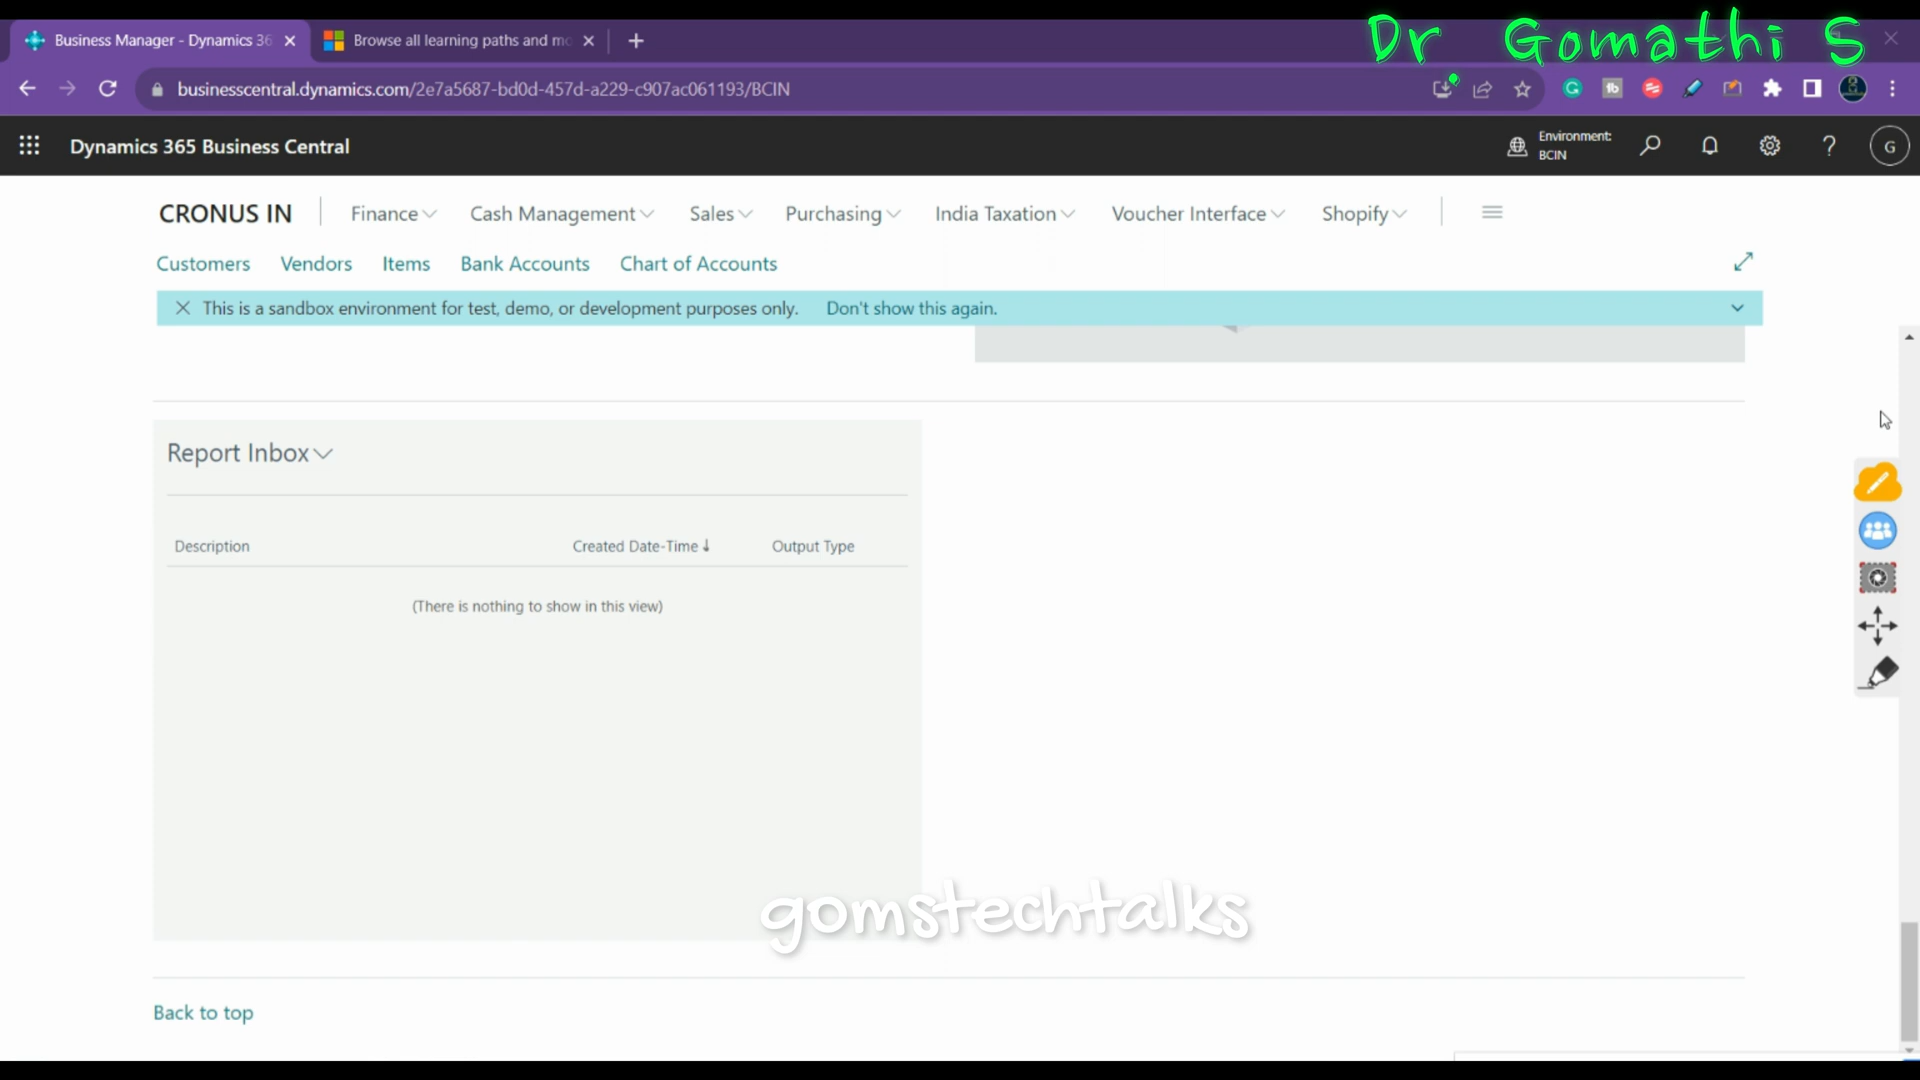 Dr Gomathi S
Business Manager - Dynamics 36
Browse all learning paths and mo
businesscentral.dynamics.com/2e7a5687-bd0d-457d-a229-c907ac061193/BCIN
Dynamics 365 Business Central
Environment:
BCIN
?
G
CRONUS IN
Finance
Cash Management
Sales
Purchasing
India Taxation
Voucher Interface
Shopify
Customers
Vendors
Items
Bank Accounts
Chart of Accounts
This is a sandbox environment for test, demo, or development purposes only. Don't show this again.
Report Inbox
Description
Created Date-Time ↓
Output Type
(There is nothing to show in this view)
gomstechtalks
Back to top